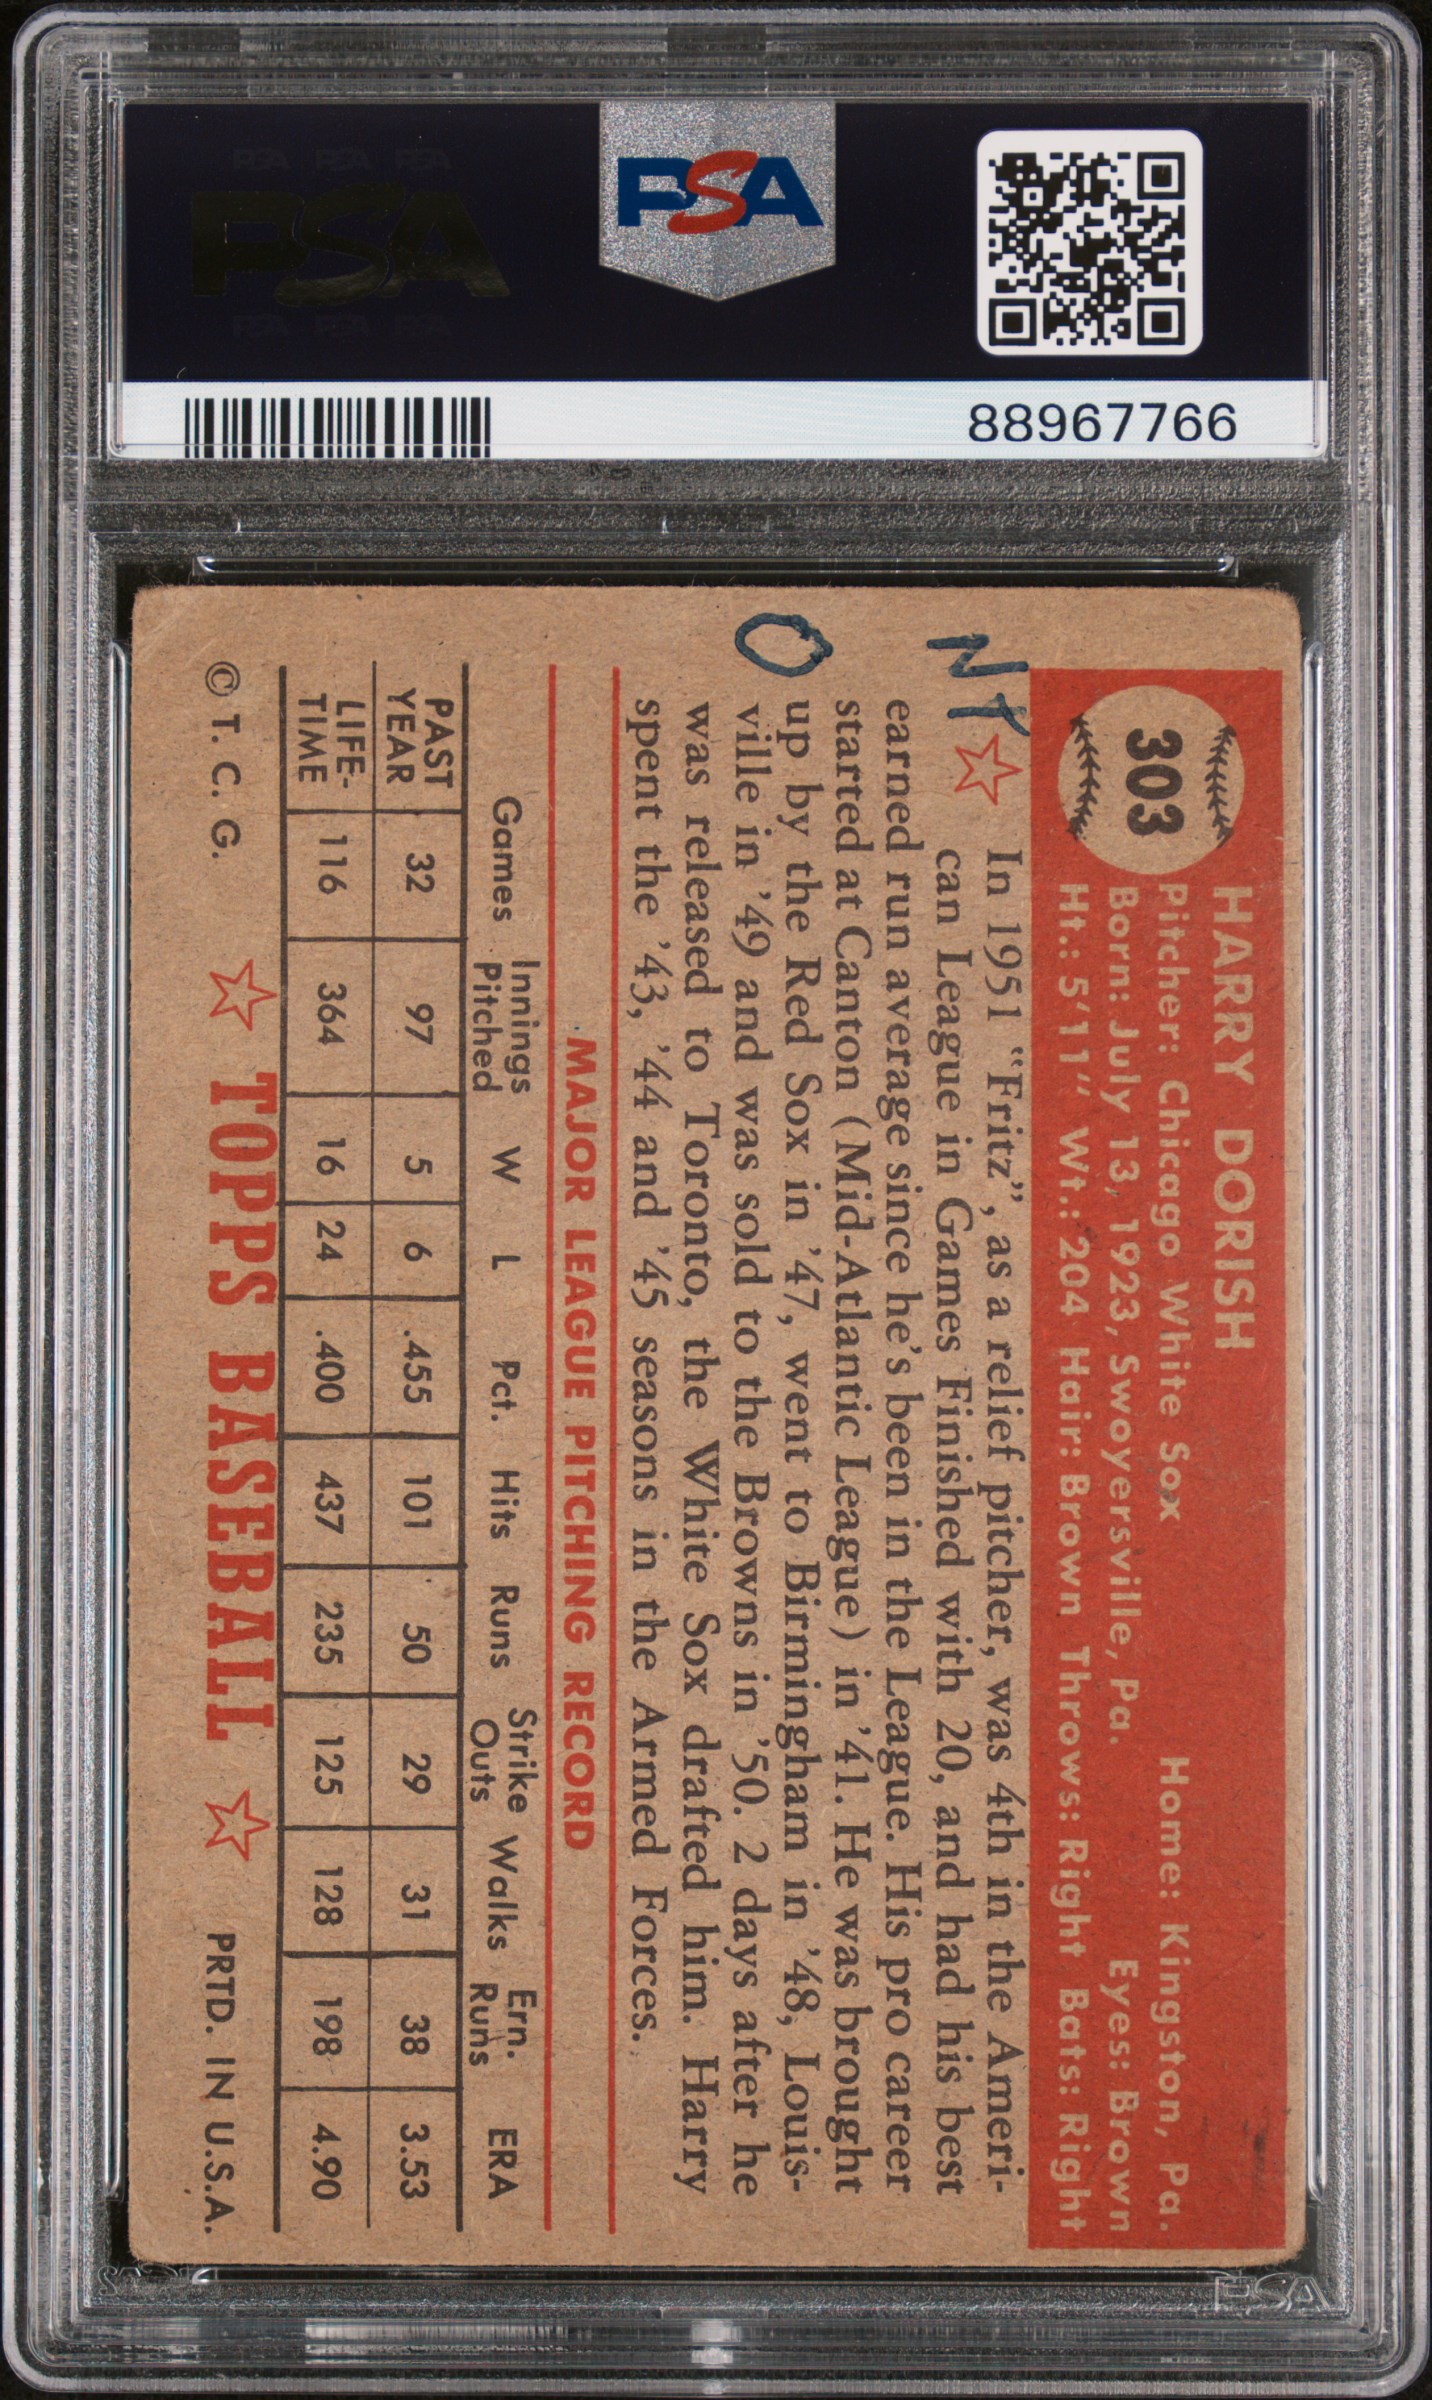 PSA
PSA
88967766
303
HARRY DORISH
Pitcher: Chicago White Sox Home: Kingston, Pa.
Born: July 13, 1923, Swoyersville, Pa. Eyes: Brown
Ht.: 5'11" Wt.: 204 Hair: Brown Throws: Right Bats: Right
NY
O
In 1951 "Fritz", as a relief pitcher, was 4th in the Ameri-
can League in Games Finished with 20, and had his best
earned run average since he's been in the League. His pro career
started at Canton (Mid-Atlantic League) in '41. He was brought
up by the Red Sox in '47, went to Birmingham in '48, Louis-
ville in '49 and was sold to the Browns in '50. 2 days after he
was released to Toronto, the White Sox drafted him. Harry
spent the '43, '44 and '45 seasons in the Armed Forces.
MAJOR LEAGUE PITCHING RECORD
Games Innings Pitched W L Pct. Hits Runs Strike Outs Walks Ern. Runs ERA
PAST YEAR 32 97 5 6 .455 101 50 29 31 38 3.53
LIFE-TIME 116 364 16 24 .400 437 235 125 128 198 4.90
© T. C. G. TOPPS BASEBALL PRTD. IN U.S.A.
PSA